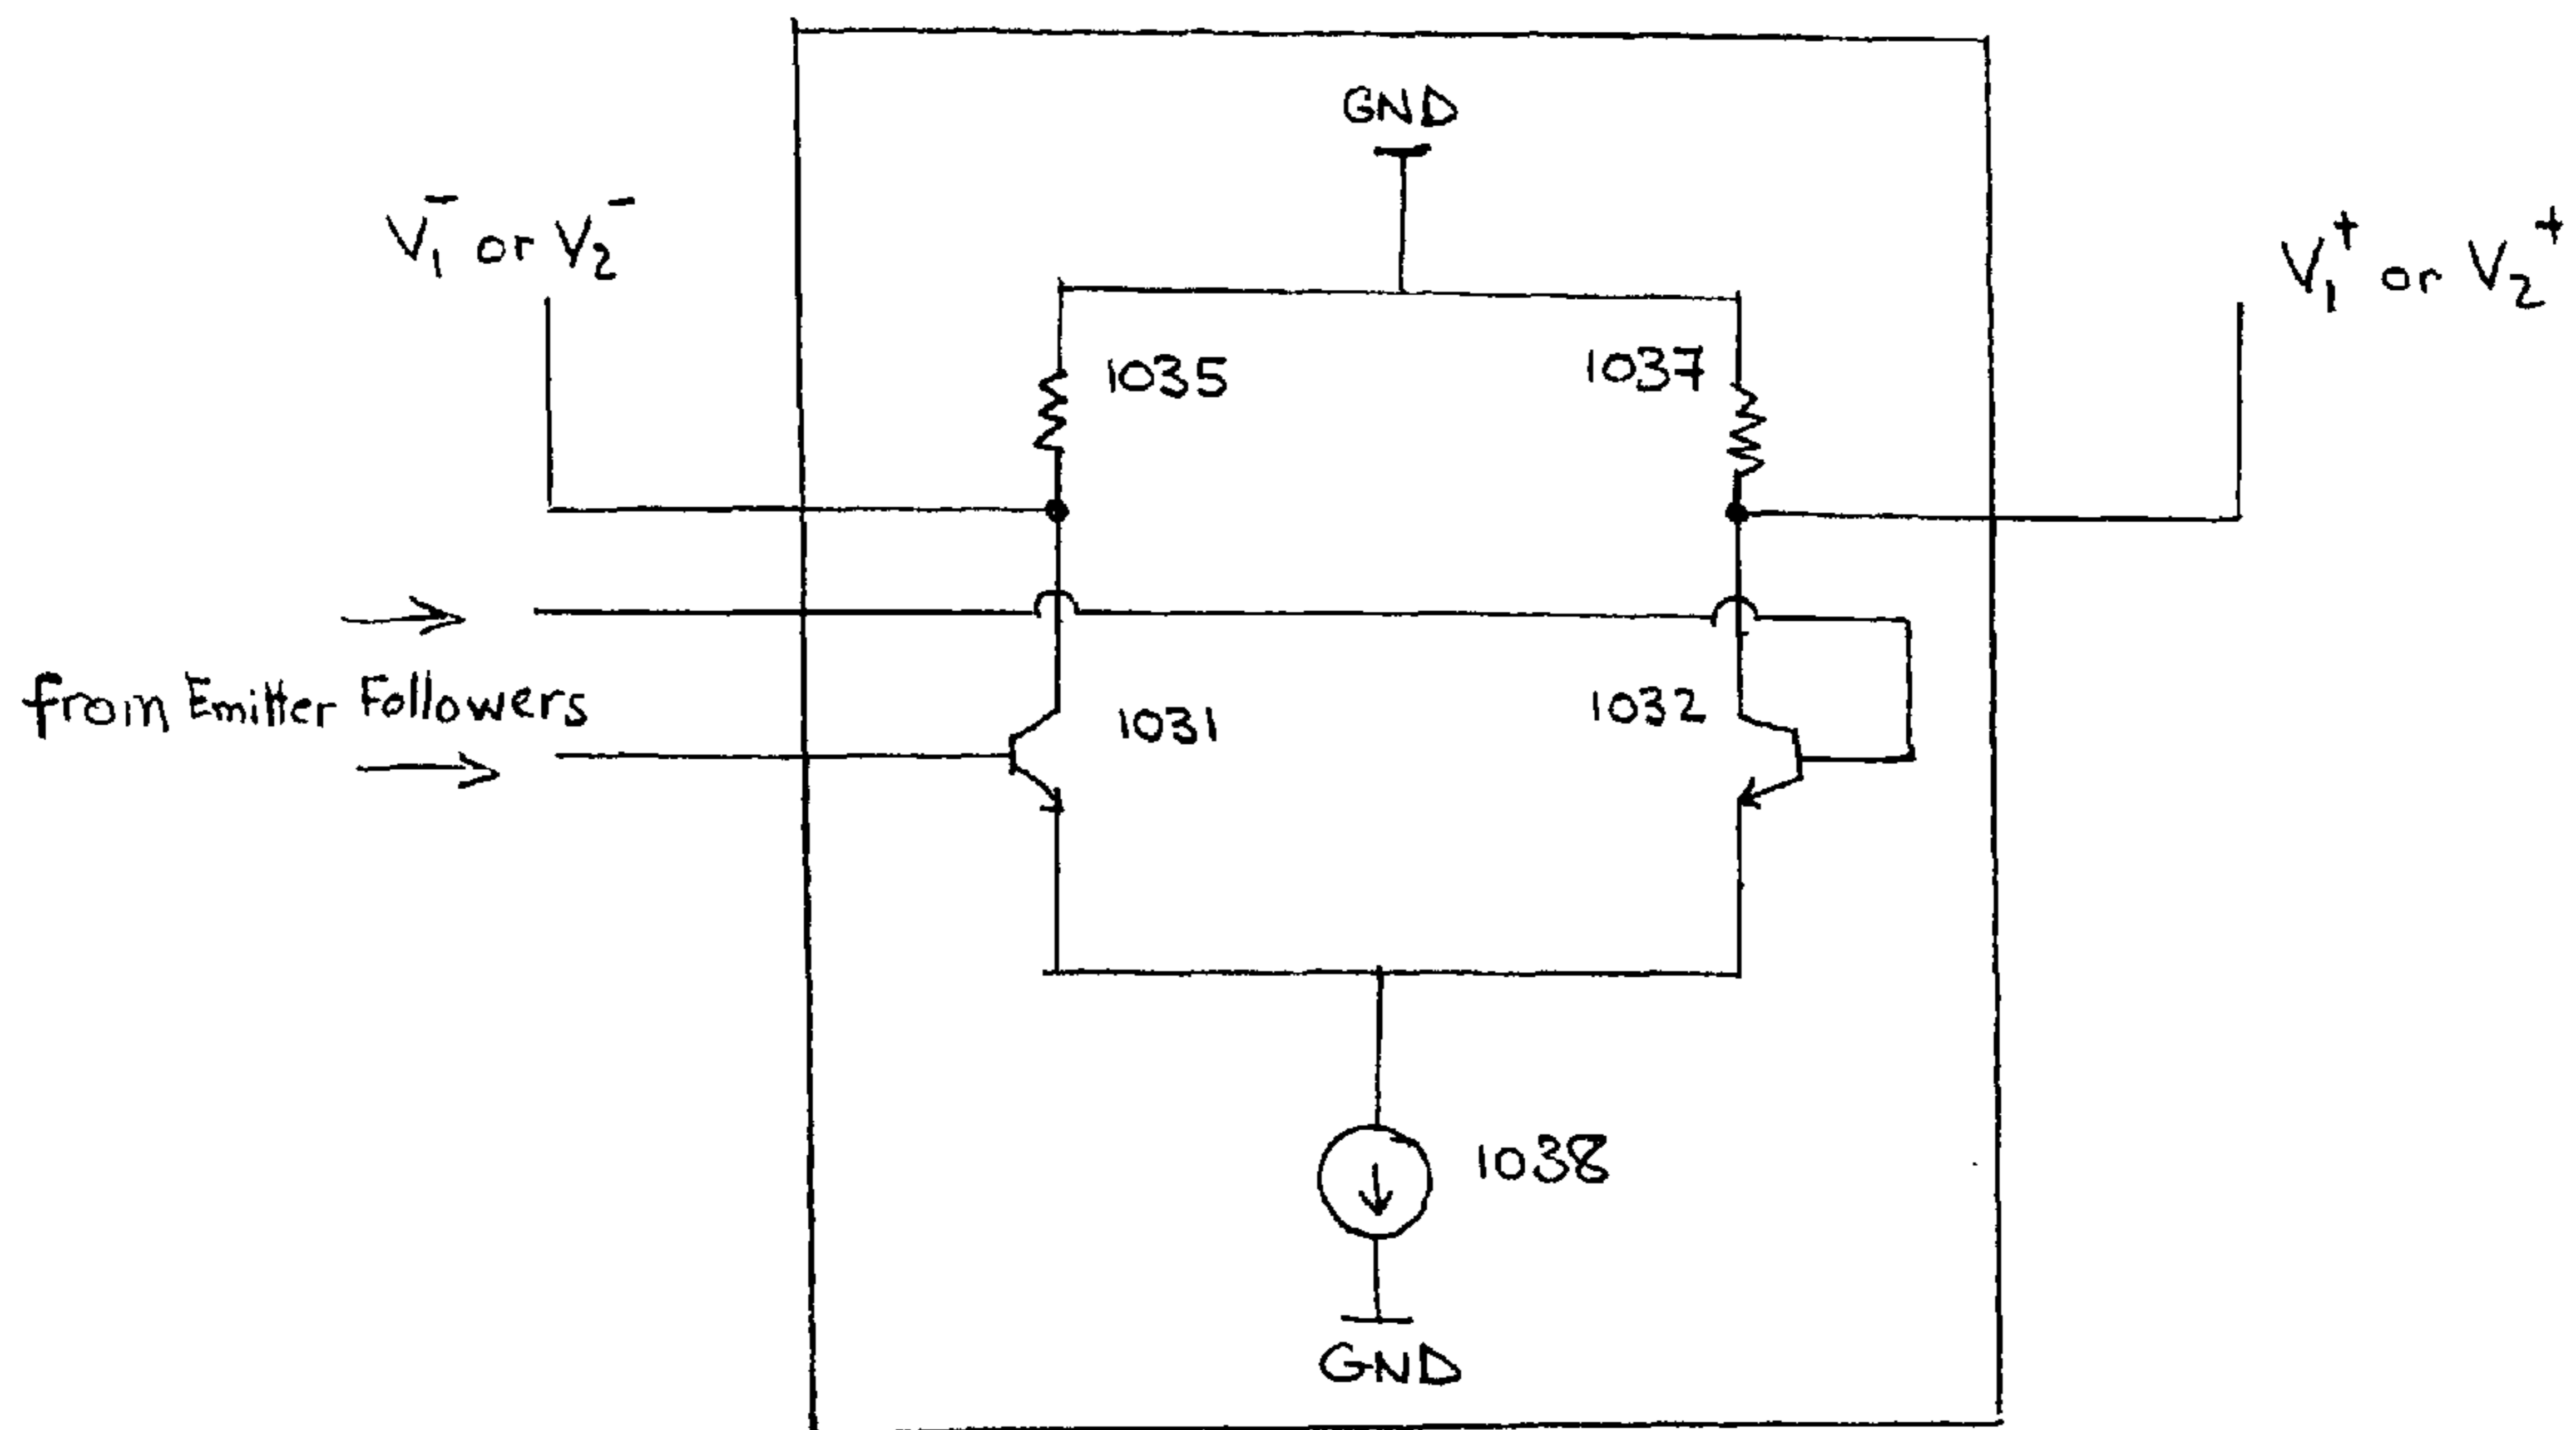 GND
V₁⁻ or V₂⁻
V₁⁺ or V₂⁺
1035
1037
from Emitter Followers
1031
1032
1038
GND